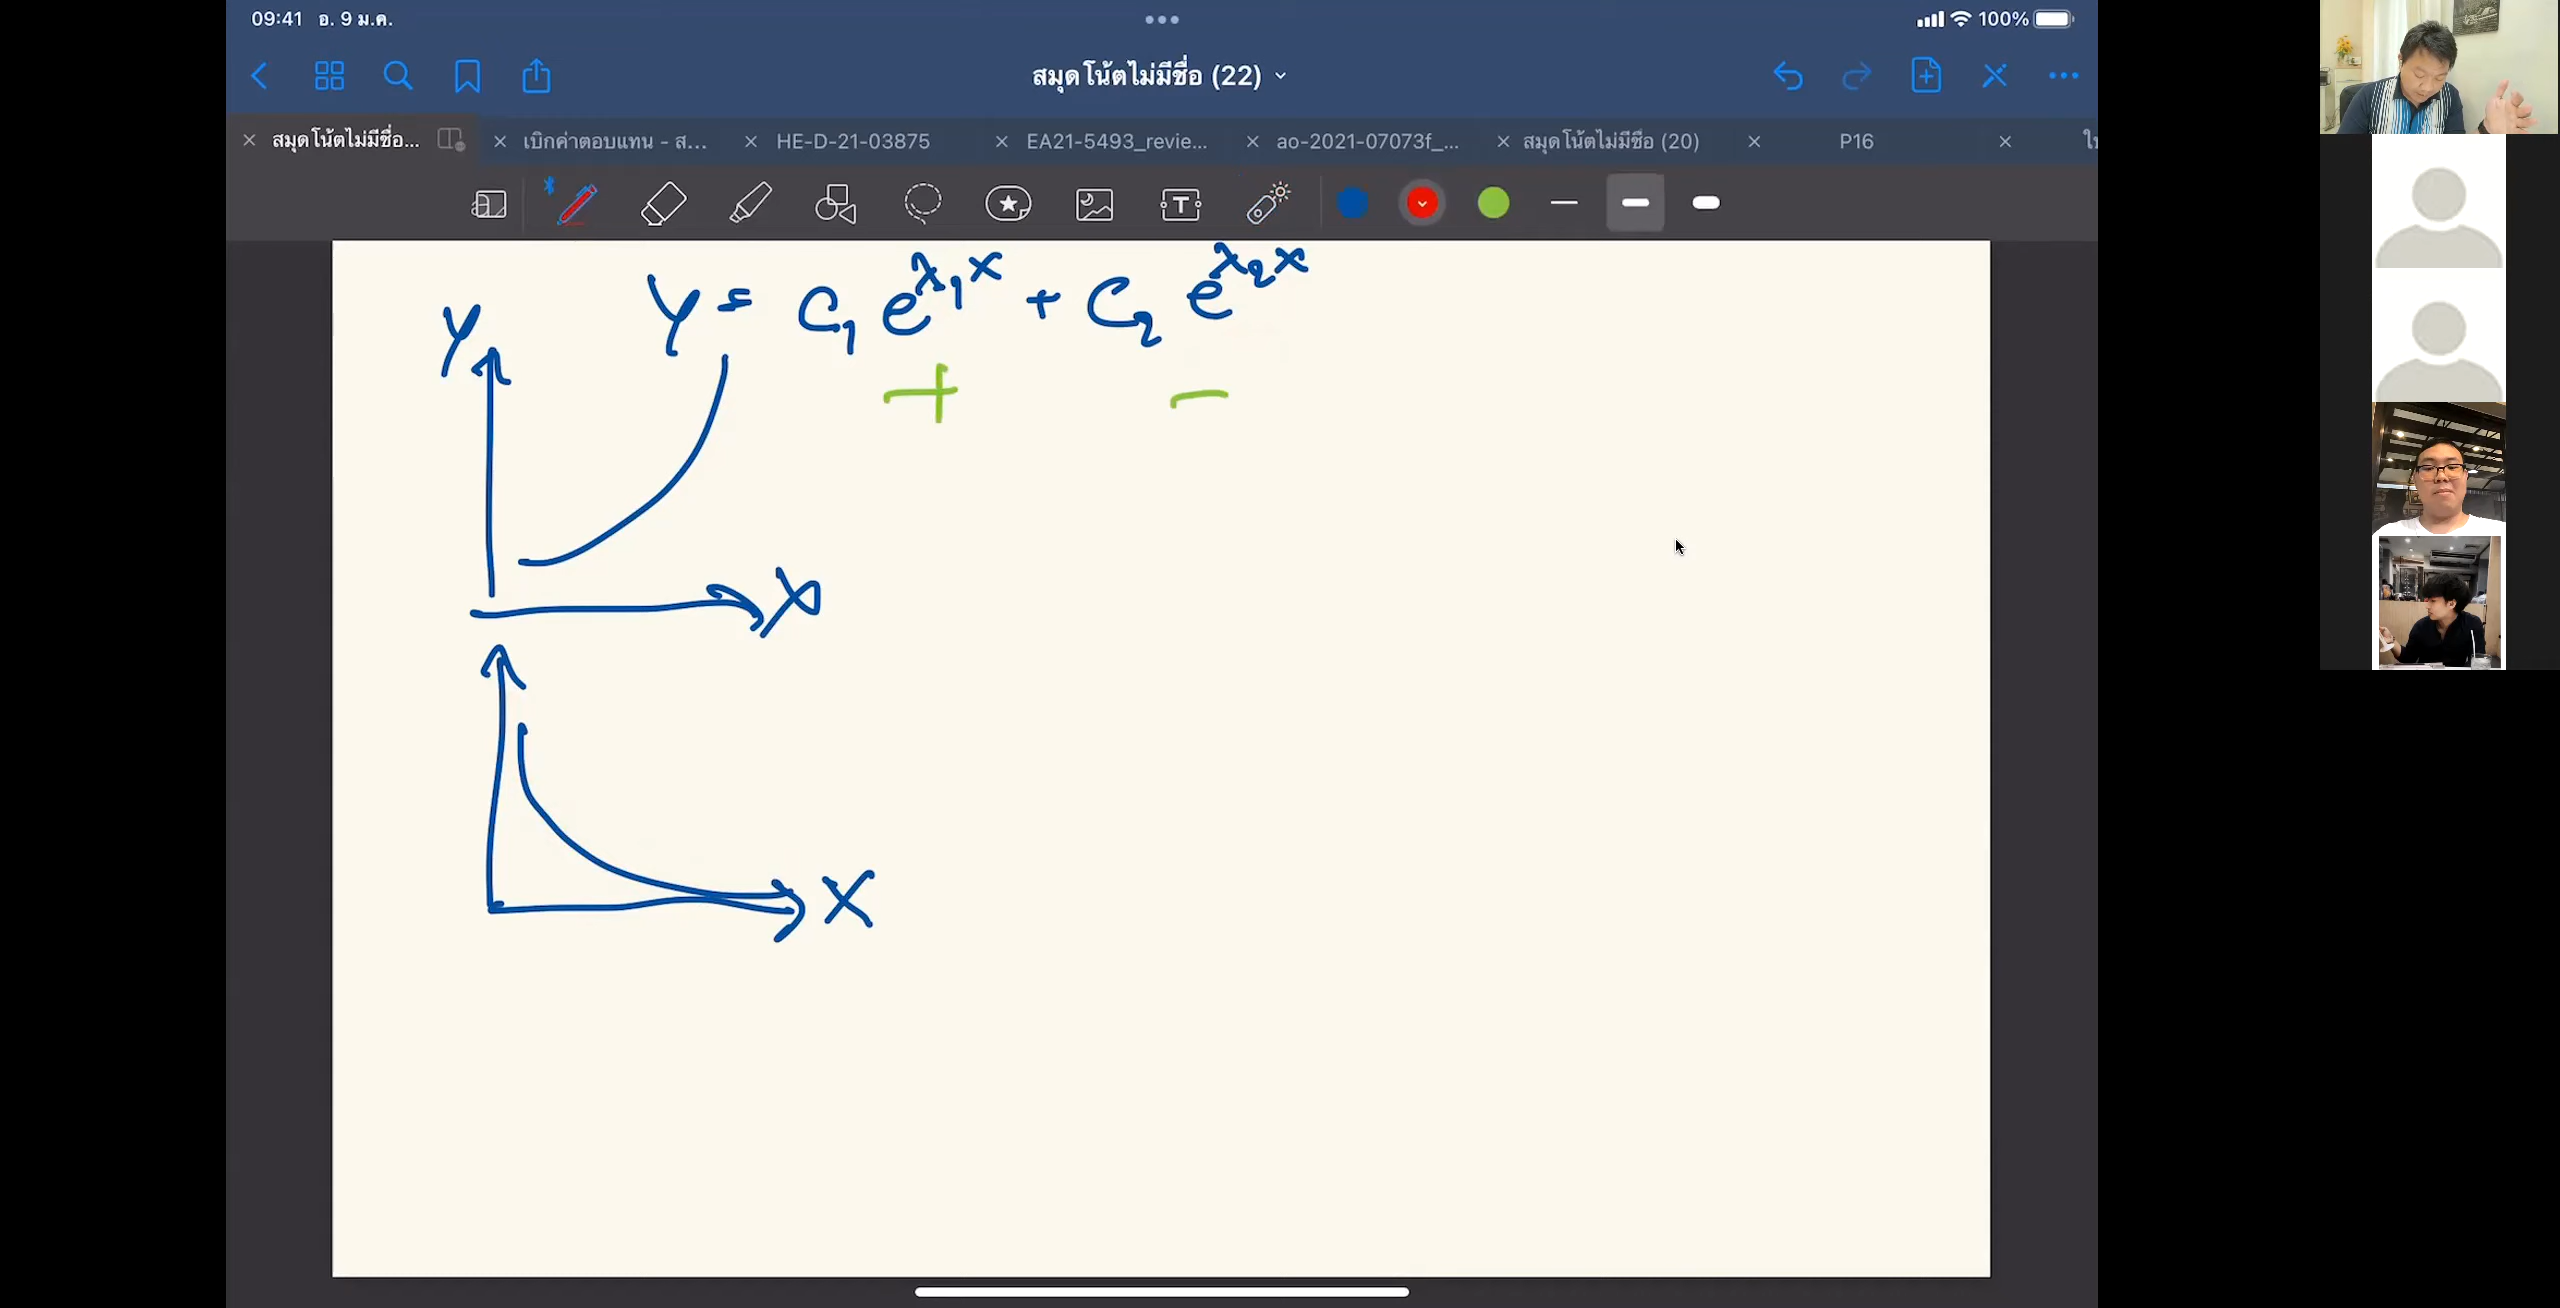 09:41 อ. 9 ม.ค.
100%
สมุดโน้ตไม่มีชื่อ (22)
สมุดโน้ตไม่มีชื่อ...
เบิกค่าตอบแทน - ส...
HE-D-21-03875
EA21-5493_revie...
ao-2021-07073f_...
สมุดโน้ตไม่มีชื่อ (20)
P16
ใบ
y = C₁ e^λ₁x + C₂ e^λ₂x
+ −
y
x
x